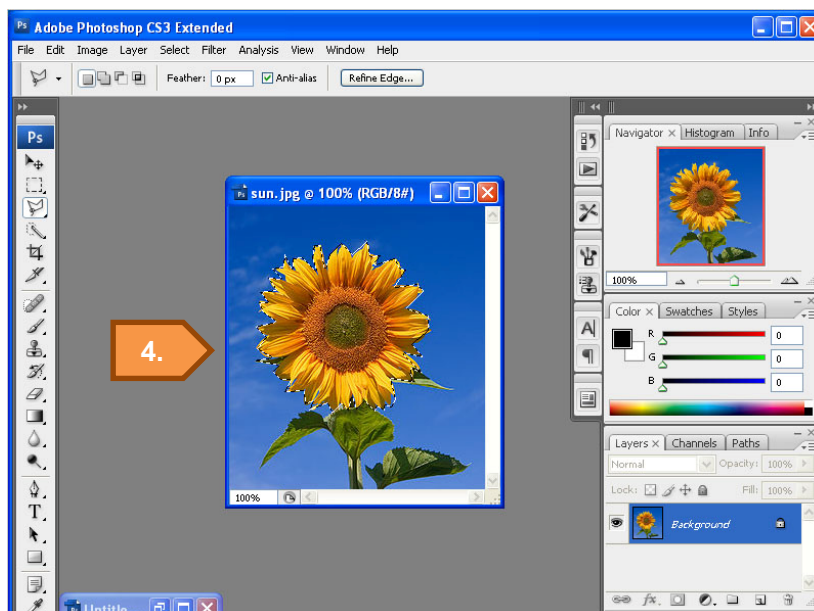 Ps Adobe Photoshop CS3 Extended
File Edit Image Layer Select Filter Analysis View Window Help
Feather: 0 px Anti-alias Refine Edge...
Ps
Navigator × Histogram Info
sun.jpg @ 100% (RGB/8#)
100%
Color × Swatches Styles
R 0
G 0
B 0
4.
Layers × Channels Paths
Normal Opacity: 100%
Lock: Fill: 100%
Background
100%
T
fx.
Untitle...